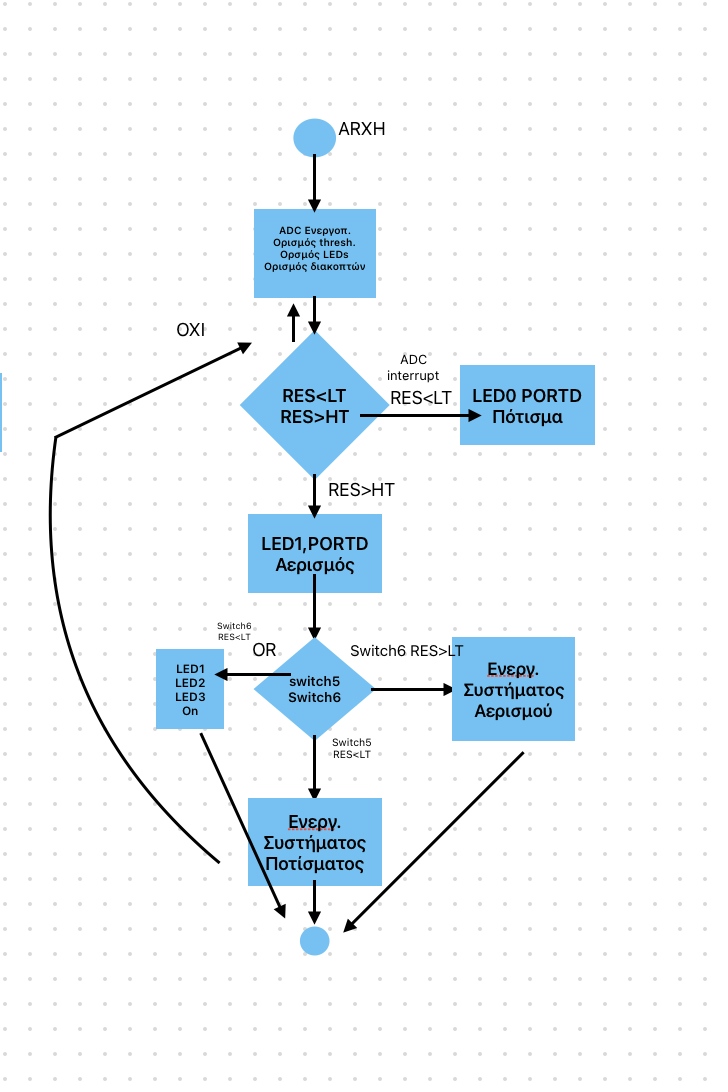 ARXH
ADC Ενεργοπ.
Ορισμός thresh.
Ορσμός LEDs
Ορισμός διακοπτών
OXI
RES<LT
RES>HT
ADC
interrupt
RES<LT
LED0 PORTD
Πότισμα
RES>HT
LED1,PORTD
Αερισμός
Switch6
RES<LT
OR
Switch6 RES>LT
LED1
LED2
LED3
On
switch5
Switch6
Ενεργ.
Συστήματος
Αερισμού
Switch5
RES<LT
Ενεργ.
Συστήματος
Ποτίσματος